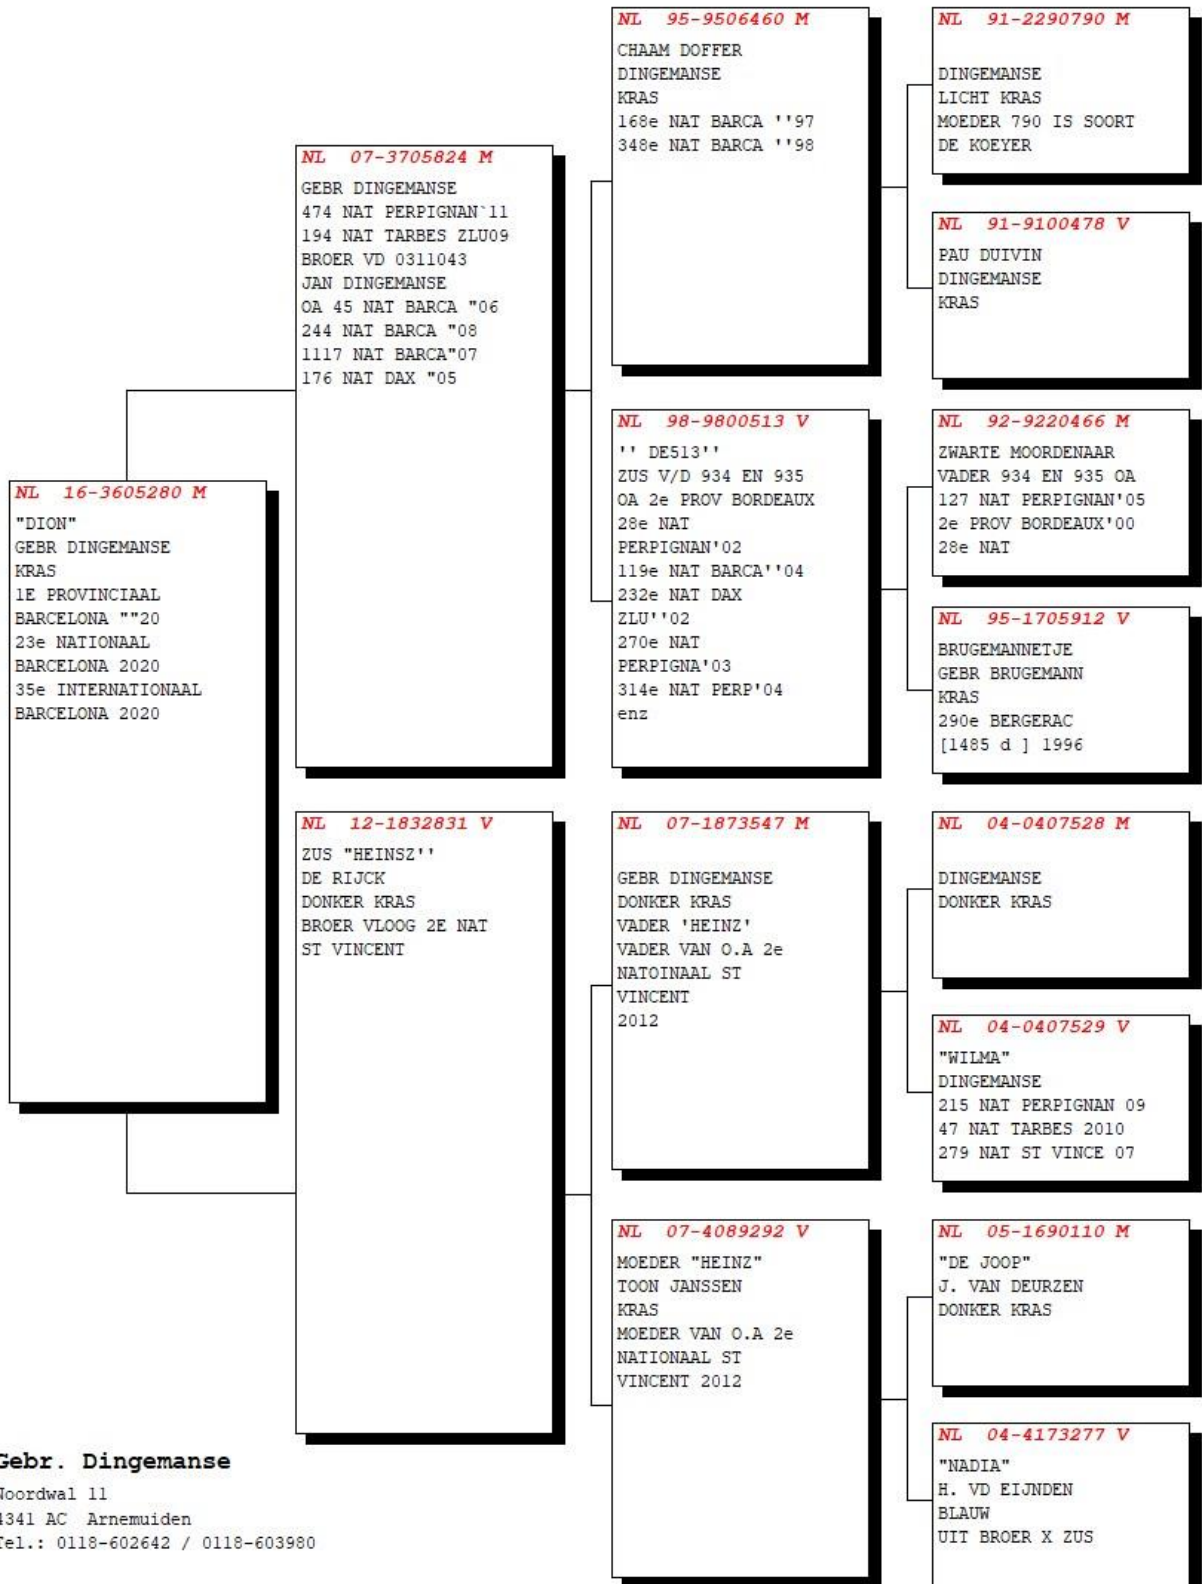 NL 16-3605280 M
"DION"
GEBR DINGEMANSE
KRAS
1E PROVINCIAAL
BARCELONA ""20
23e NATIONAAL
BARCELONA 2020
35e INTERNATIONAAL
BARCELONA 2020
NL 07-3705824 M
GEBR DINGEMANSE
474 NAT PERPIGNAN`11
194 NAT TARBES ZLU09
BROER VD 0311043
JAN DINGEMANSE
OA 45 NAT BARCA "06
244 NAT BARCA "08
1117 NAT BARCA"07
176 NAT DAX "05
NL 12-1832831 V
ZUS "HEINSZ''
DE RIJCK
DONKER KRAS
BROER VLOOG 2E NAT
ST VINCENT
NL 95-9506460 M
CHAAM DOFFER
DINGEMANSE
KRAS
168e NAT BARCA ''97
348e NAT BARCA ''98
NL 98-9800513 V
'' DE513''
ZUS V/D 934 EN 935
OA 2e PROV BORDEAUX
28e NAT
PERPIGNAN'02
119e NAT BARCA''04
232e NAT DAX
ZLU''02
270e NAT
PERPIGNA'03
314e NAT PERP'04
enz
NL 07-1873547 M
GEBR DINGEMANSE
DONKER KRAS
VADER 'HEINZ'
VADER VAN O.A 2e
NATOINAAL ST
VINCENT
2012
NL 07-4089292 V
MOEDER "HEINZ"
TOON JANSSEN
KRAS
MOEDER VAN O.A 2e
NATIONAAL ST
VINCENT 2012
NL 91-2290790 M
DINGEMANSE
LICHT KRAS
MOEDER 790 IS SOORT
DE KOEYER
NL 91-9100478 V
PAU DUIVIN
DINGEMANSE
KRAS
NL 92-9220466 M
ZWARTE MOORDENAAR
VADER 934 EN 935 OA
127 NAT PERPIGNAN'05
2e PROV BORDEAUX'00
28e NAT
NL 95-1705912 V
BRUGEMANNETJE
GEBR BRUGEMANN
KRAS
290e BERGERAC
[1485 d ] 1996
NL 04-0407528 M
DINGEMANSE
DONKER KRAS
NL 04-0407529 V
"WILMA"
DINGEMANSE
215 NAT PERPIGNAN 09
47 NAT TARBES 2010
279 NAT ST VINCE 07
NL 05-1690110 M
"DE JOOP"
J. VAN DEURZEN
DONKER KRAS
NL 04-4173277 V
"NADIA"
H. VD EIJNDEN
BLAUW
UIT BROER X ZUS
Gebr. Dingemanse
Noordwal 11
4341 AC Arnemuiden
Tel.: 0118-602642 / 0118-603980